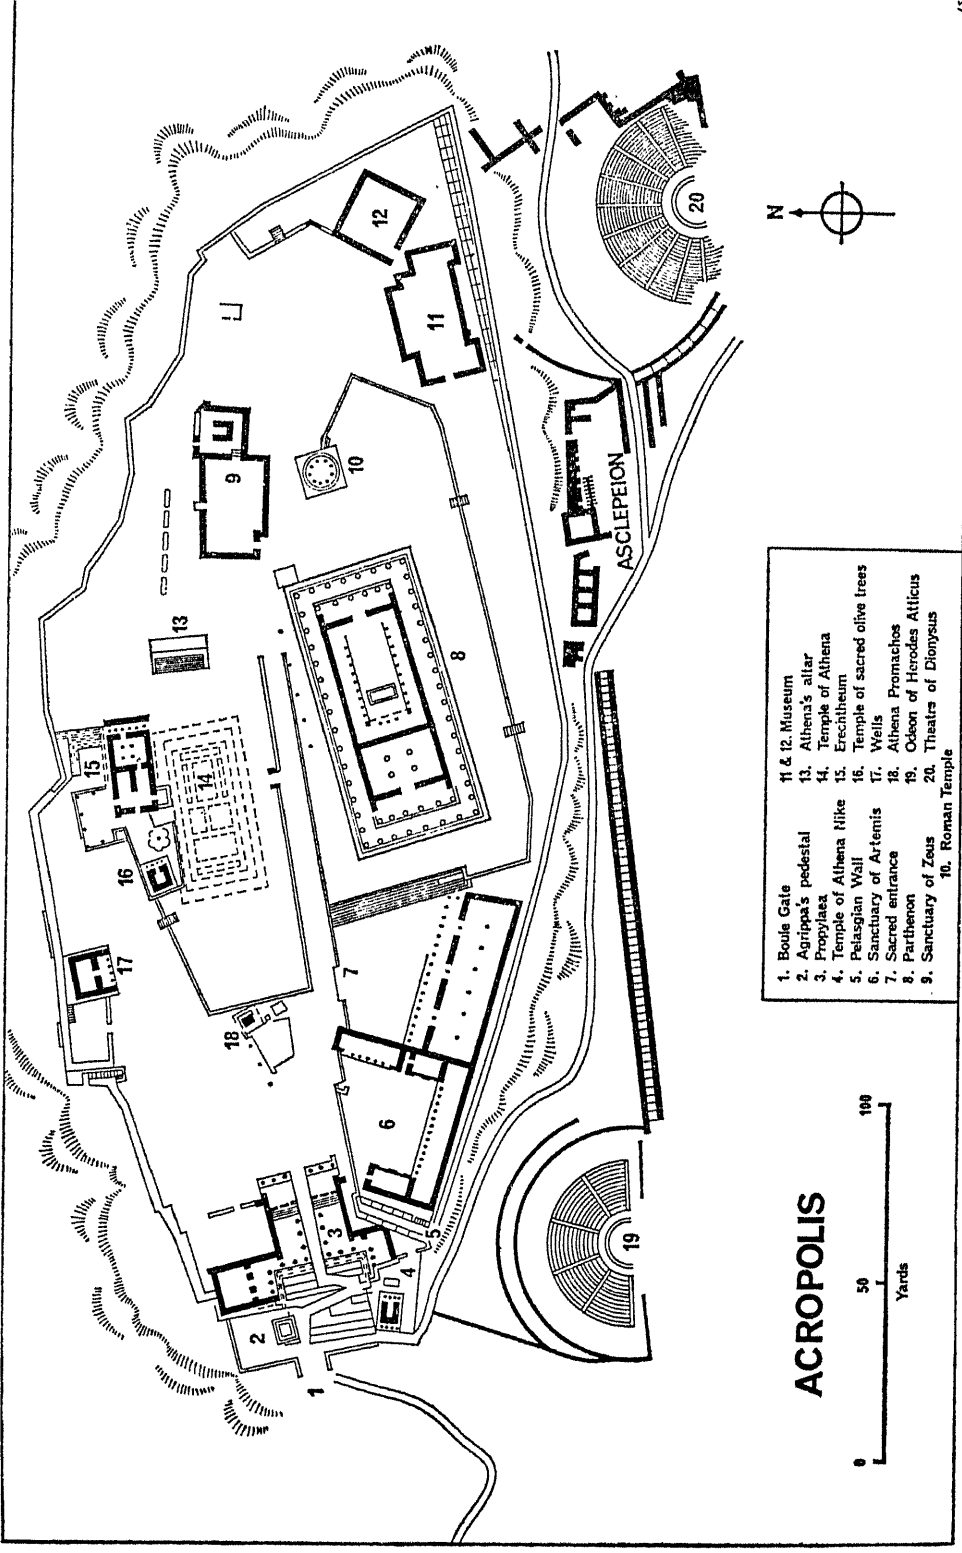 ACROPOLIS
0 50 100
Yards
N
ASCLEPEION
1
2
3
4
5
6
7
8
9
10
11
12
13
14
15
16
17
18
19
20
1. Boule Gate
2. Agrippa's pedestal
3. Propylaea
4. Temple of Athena Nike
5. Pelasgian Wall
6. Sanctuary of Artemis
7. Sacred entrance
8. Parthenon
9. Sanctuary of Zeus
10. Roman Temple
11 & 12. Museum
13. Athena's altar
14. Temple of Athena
15. Erechtheum
16. Temple of sacred olive trees
17. Wells
18. Athena Promachos
19. Odeon of Herodes Atticus
20. Theatre of Dionysus